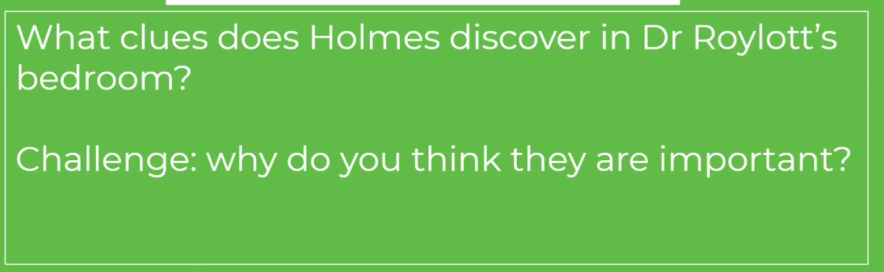 What clues does Holmes discover in Dr Roylott’s
bedroom?
Challenge: why do you think they are important?